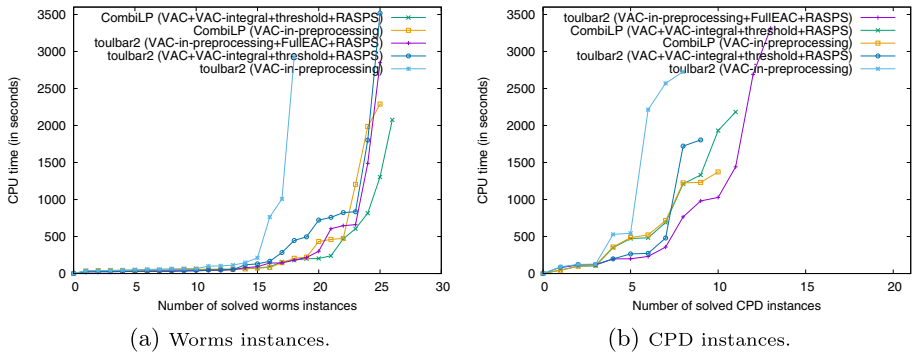 CombiLP (VAC+VAC-integral+threshold+RASPS)
CombiLP (VAC-in-preprocessing)
toulbar2 (VAC-in-preprocessing+FullEAC+RASPS)
toulbar2 (VAC+VAC-integral+threshold+RASPS)
toulbar2 (VAC-in-preprocessing)
CPU time (in seconds)
3500
3000
2500
2000
1500
1000
500
0
0 5 10 15 20 25 30
Number of solved worms instances
(a) Worms instances.
toulbar2 (VAC-in-preprocessing+FullEAC+RASPS)
CombiLP (VAC+VAC-integral+threshold+RASPS)
CombiLP (VAC-in-preprocessing)
toulbar2 (VAC+VAC-integral+threshold+RASPS)
toulbar2 (VAC-in-preprocessing)
CPU time (in seconds)
3500
3000
2500
2000
1500
1000
500
0
0 5 10 15 20
Number of solved CPD instances
(b) CPD instances.